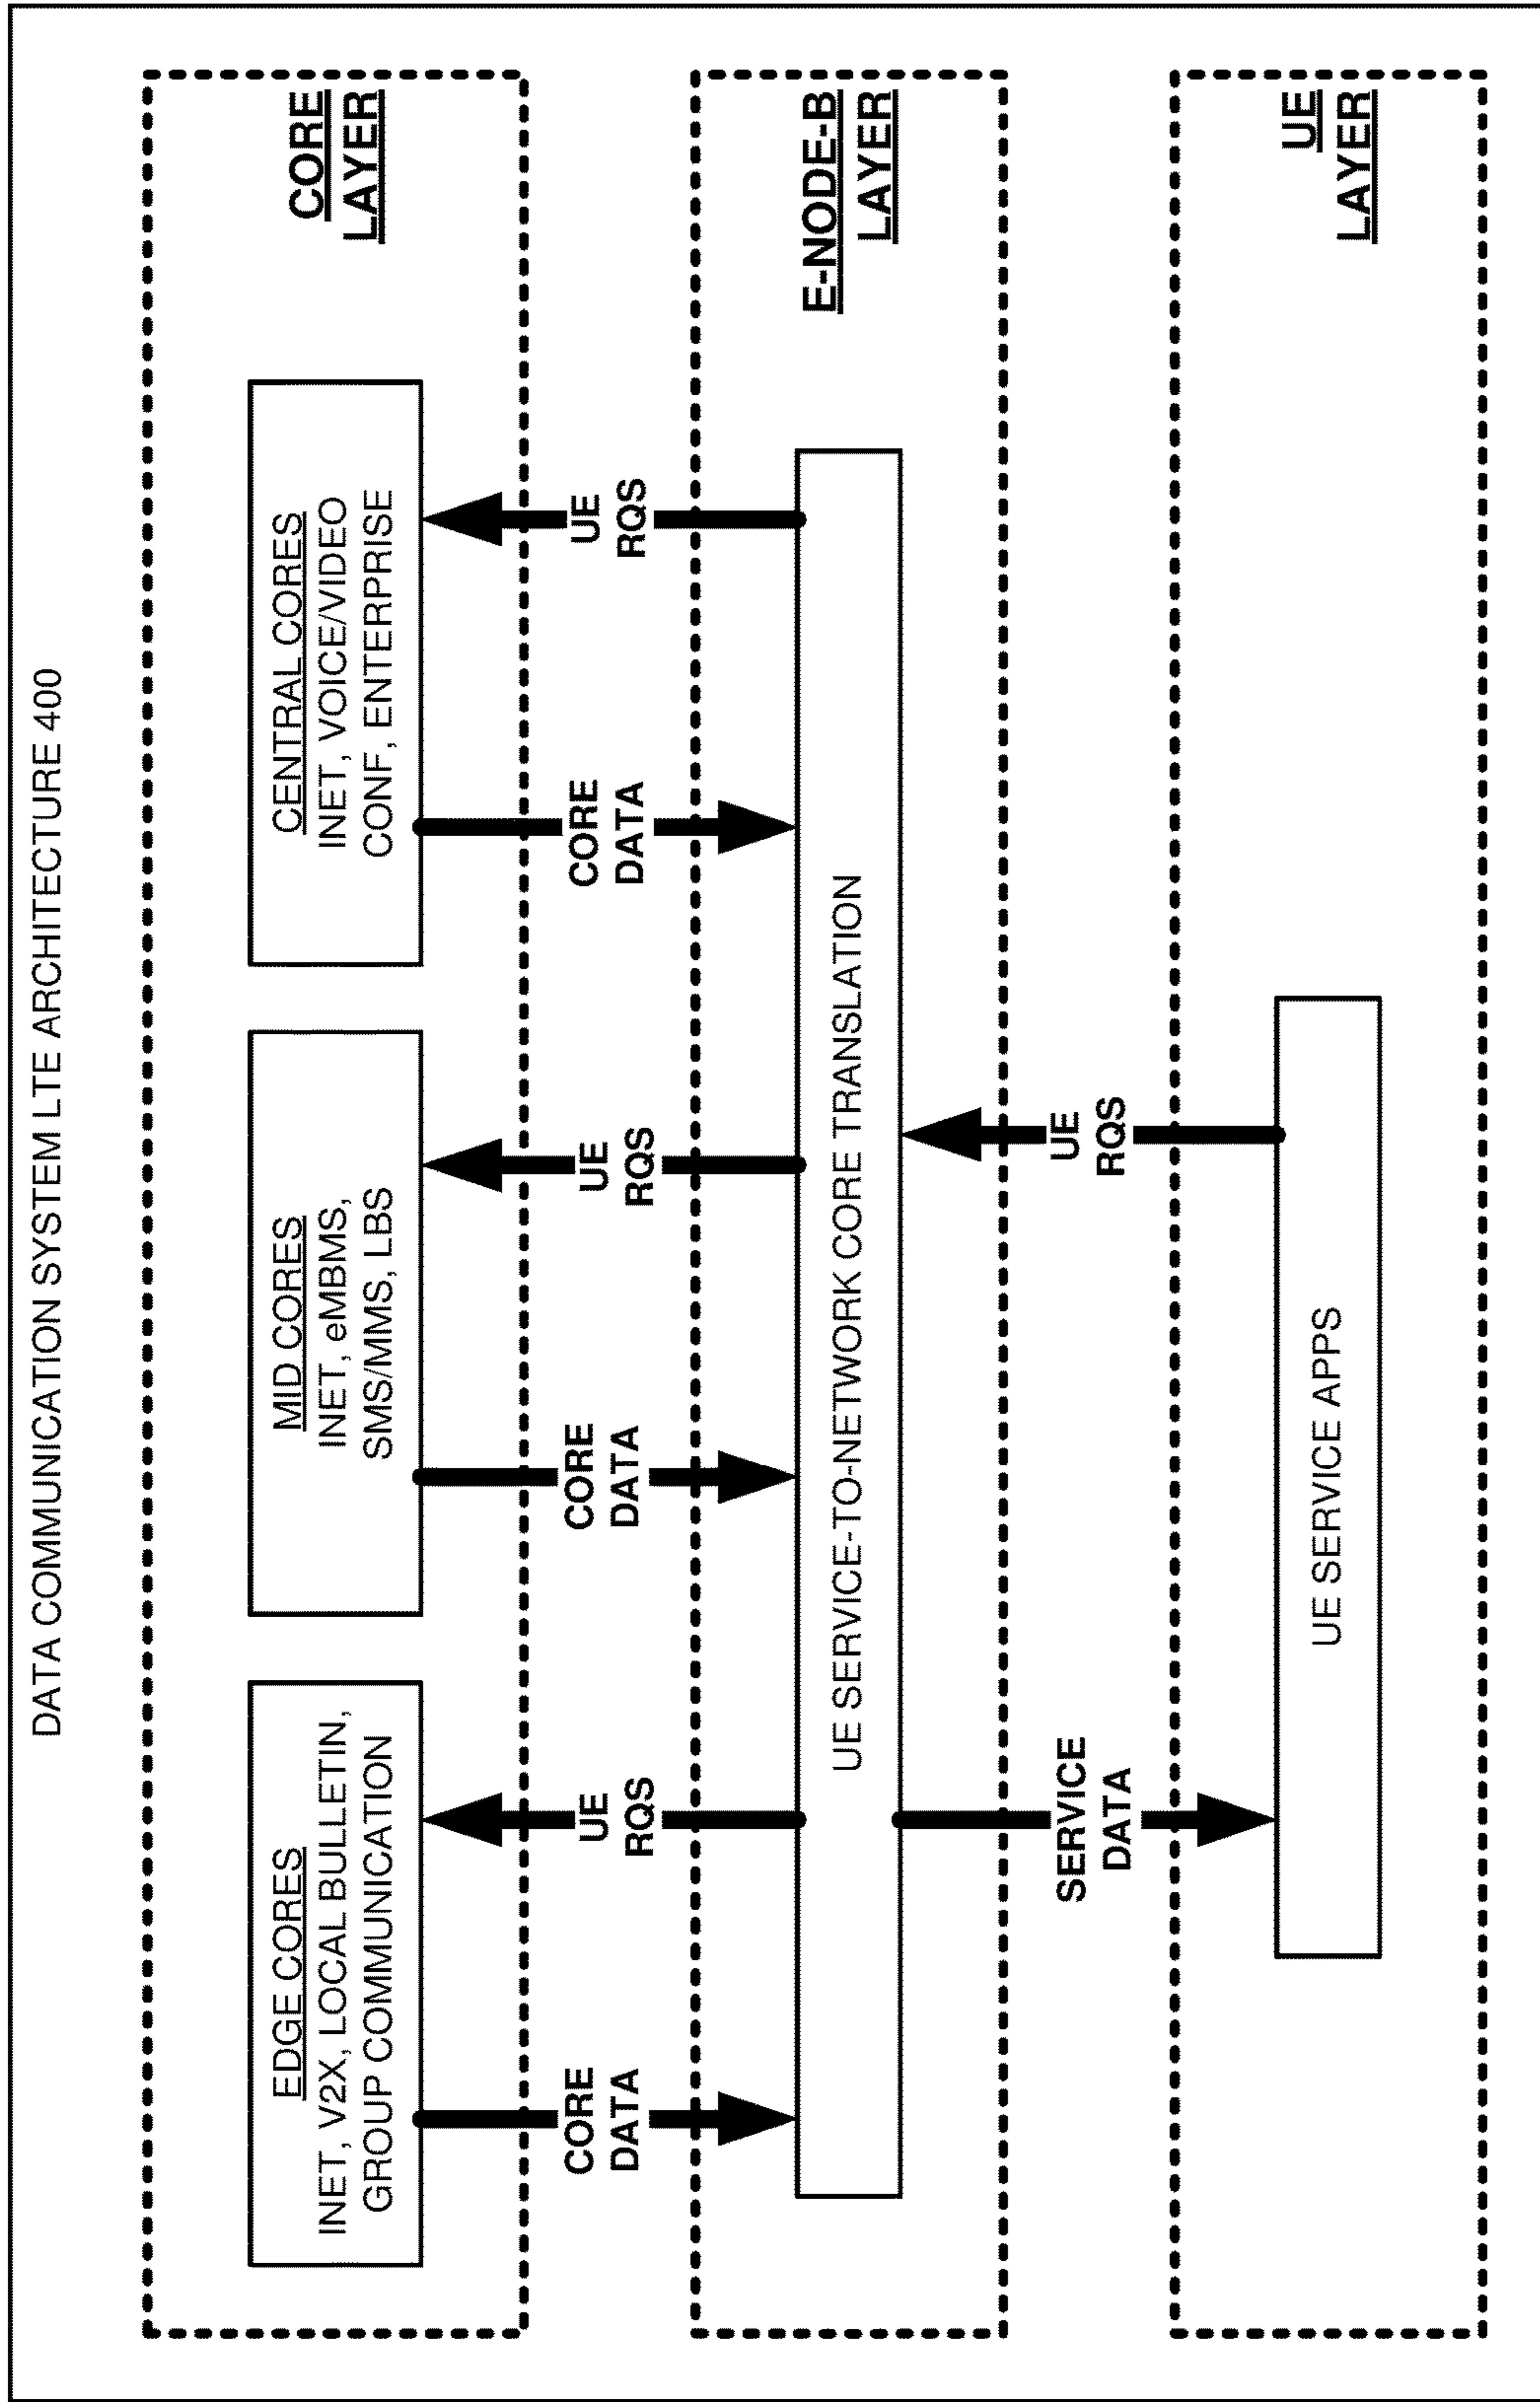 DATA COMMUNICATION SYSTEM LTE ARCHITECTURE 400
EDGE CORES
INET, V2X, LOCAL BULLETIN,
GROUP COMMUNICATION
MID CORES
INET, eMBMS,
SMS/MMS, LBS
CENTRAL CORES
INET, VOICE/VIDEO
CONF, ENTERPRISE
CORE
LAYER
CORE
DATA
UE
RQS
CORE
DATA
UE
RQS
CORE
DATA
UE
RQS
UE SERVICE-TO-NETWORK CORE TRANSLATION
E-NODE-B
LAYER
SERVICE
DATA
UE
RQS
UE SERVICE APPS
UE
LAYER